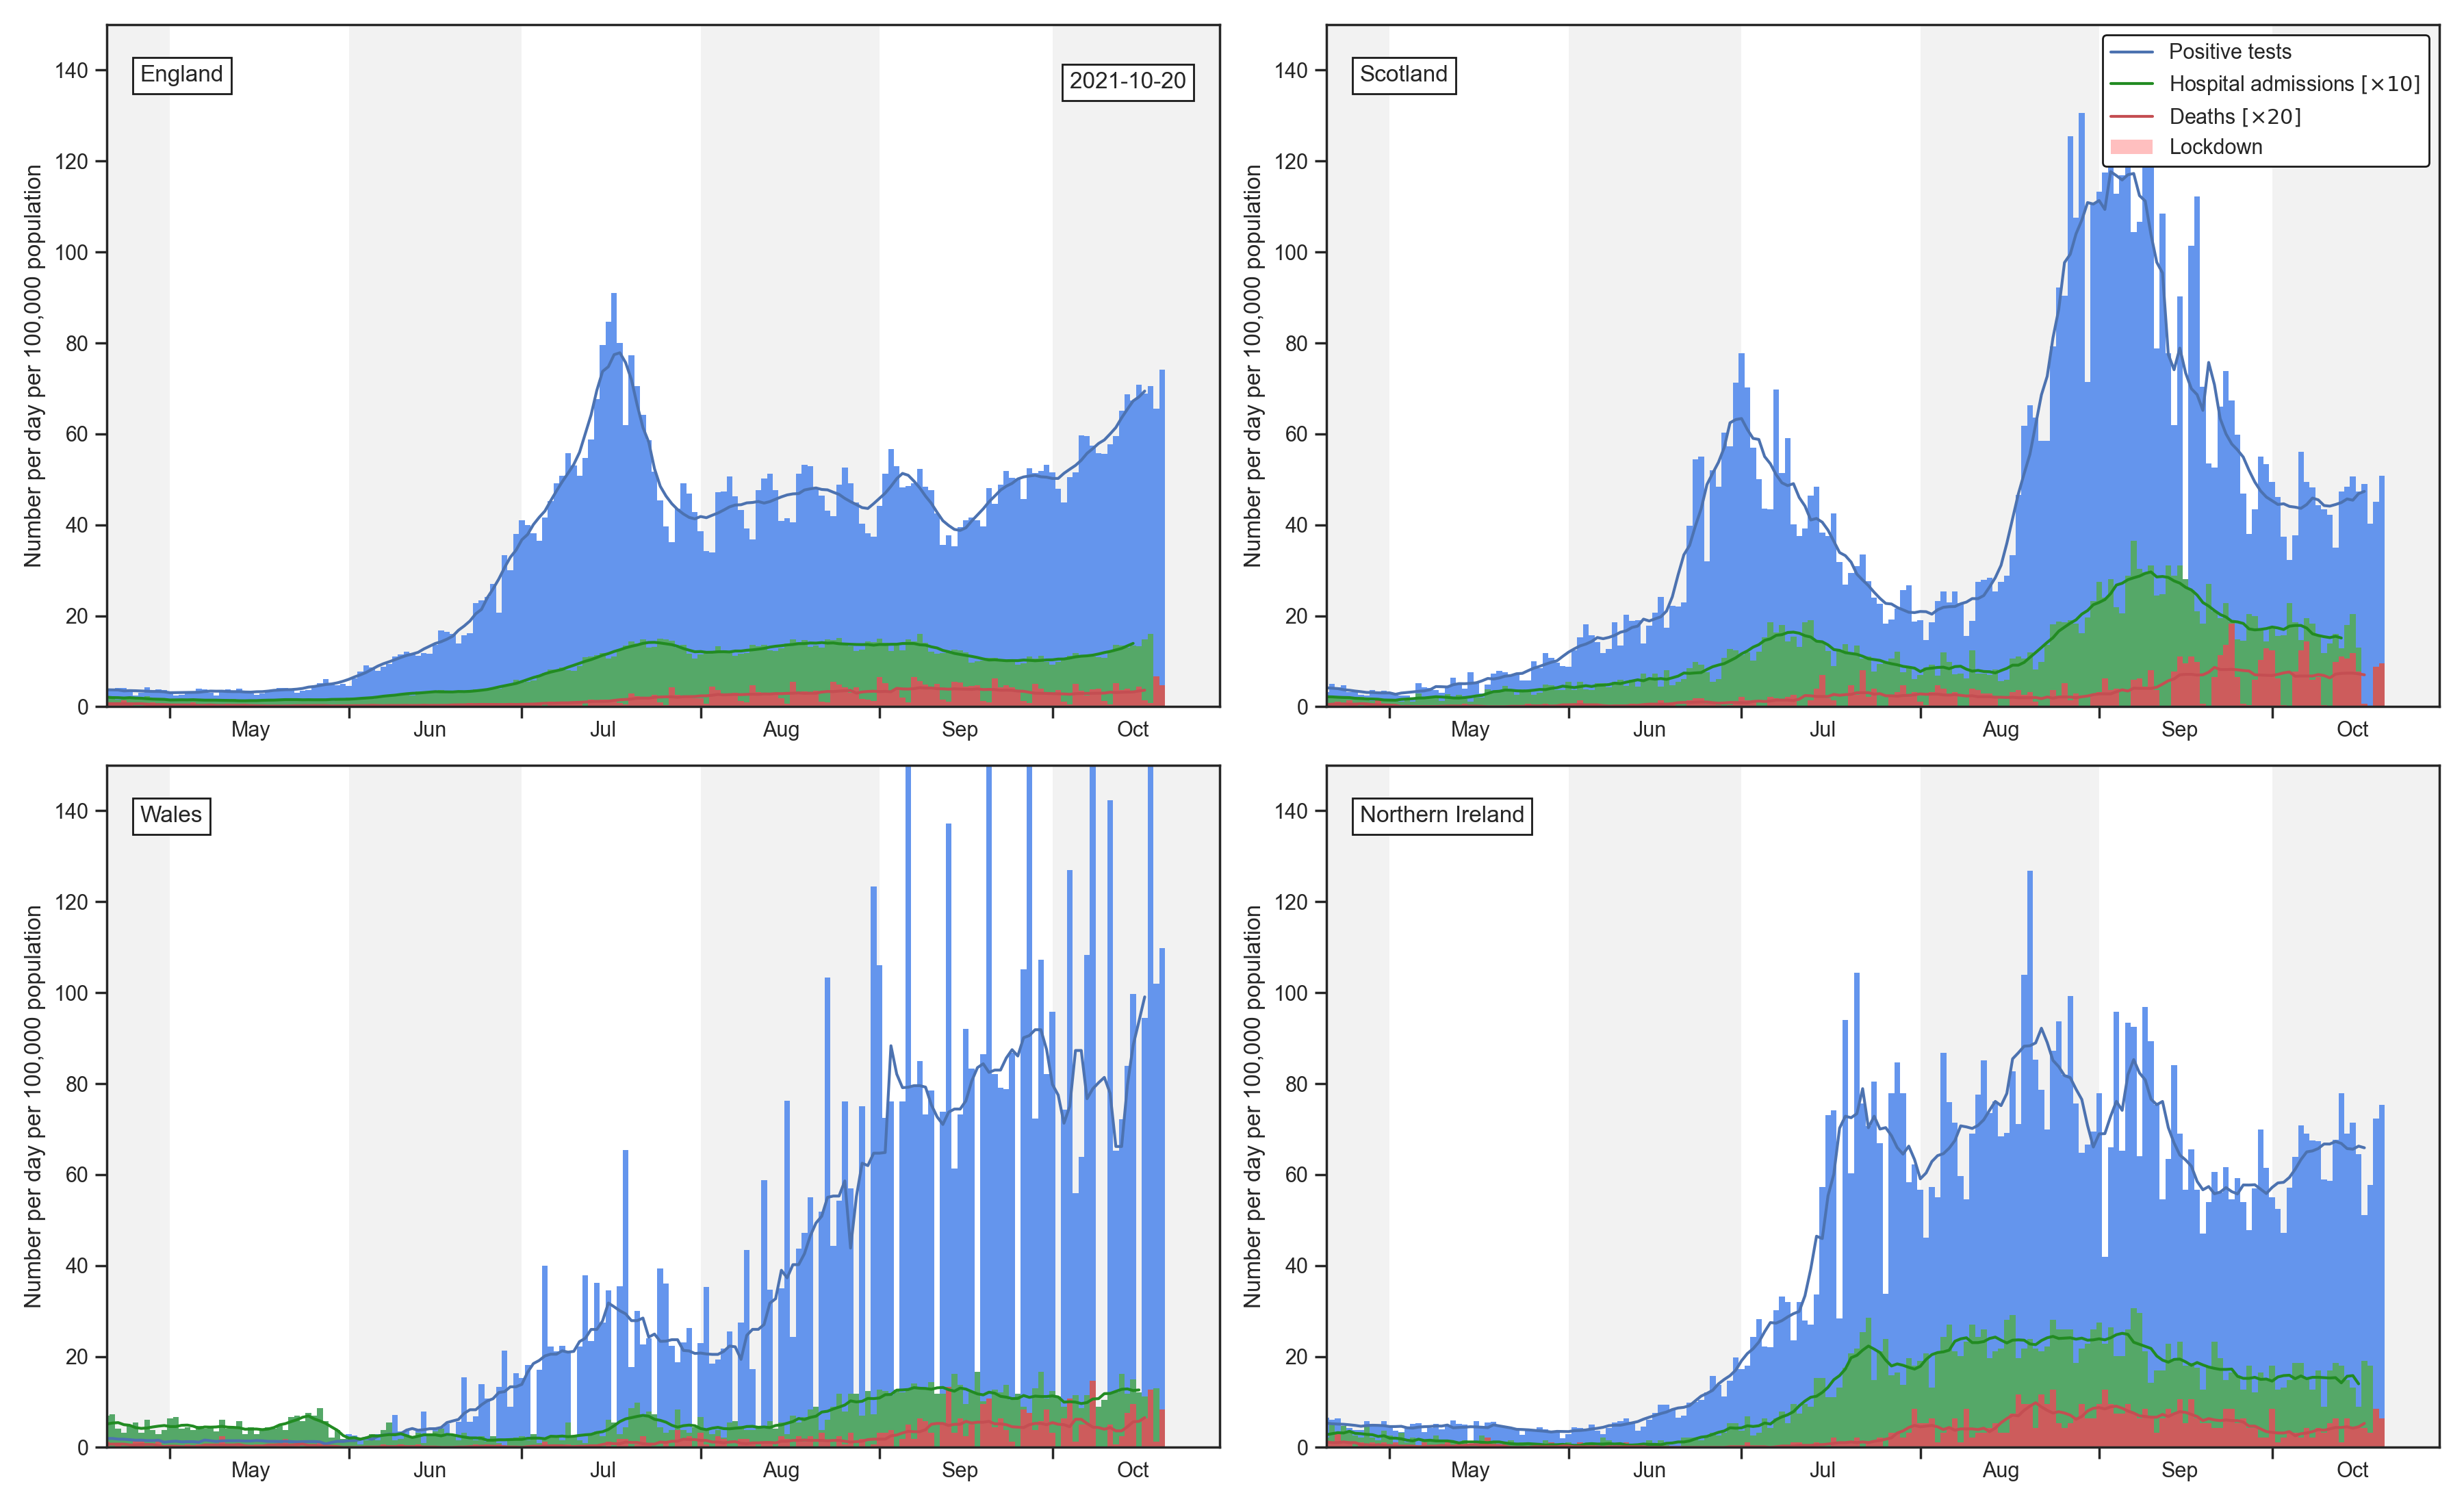 Number per day per 100,000 population
140
120
100
80
60
40
20
0
England
2021-10-20
May Jun Jul Aug Sep Oct
Number per day per 100,000 population
140
120
100
80
60
40
20
0
Scotland
Positive tests
Hospital admissions [×10]
Deaths [×20]
Lockdown
May Jun Jul Aug Sep Oct
Number per day per 100,000 population
140
120
100
80
60
40
20
0
Wales
May Jun Jul Aug Sep Oct
Number per day per 100,000 population
140
120
100
80
60
40
20
0
Northern Ireland
May Jun Jul Aug Sep Oct